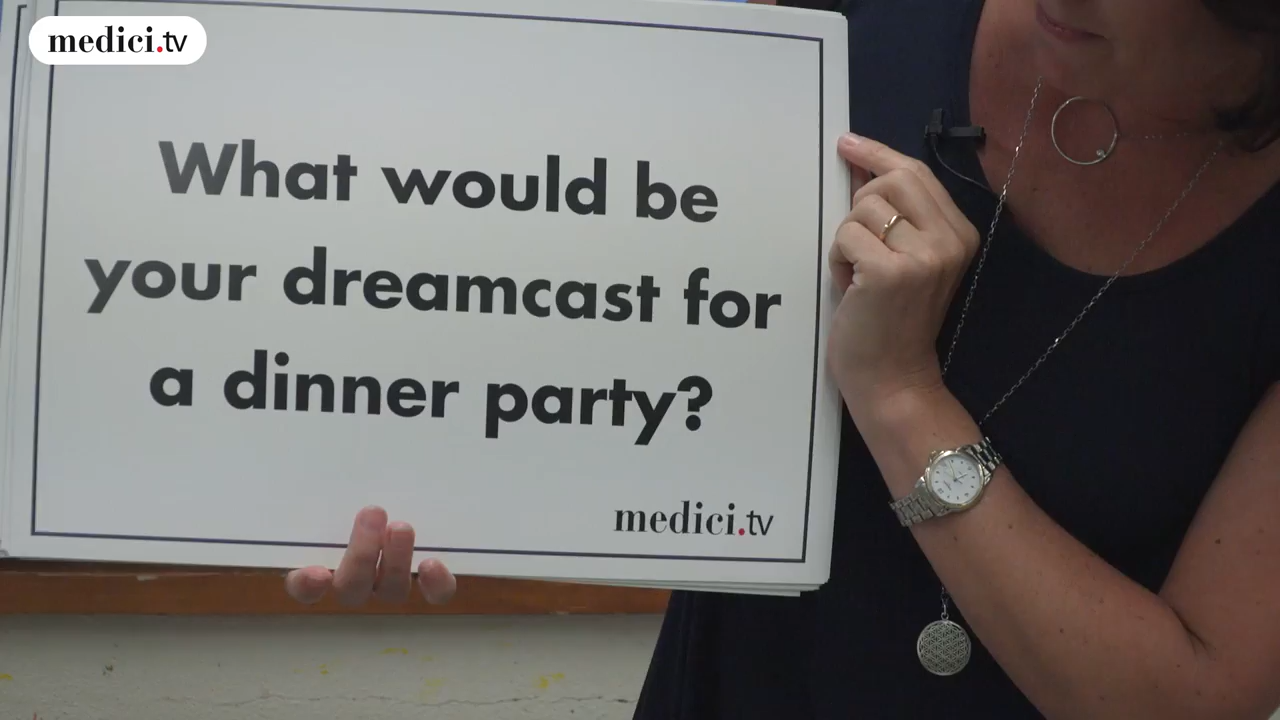 medici.tv
What would be
your dreamcast for
a dinner party?
medici.tv